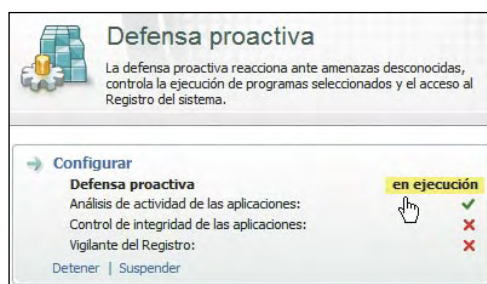 Defensa proactiva
La defensa proactiva reacciona ante amenazas desconocidas,
controla la ejecución de programas seleccionados y el acceso al
Registro del sistema.
Configurar
Defensa proactiva en ejecución
Análisis de actividad de las aplicaciones:
Control de integridad de las aplicaciones:
Vigilante del Registro:
Detener | Suspender